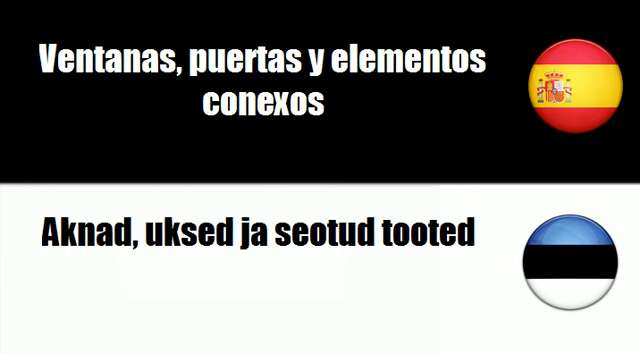 Ventanas, puertas y elementos
conexos
Aknad, uksed ja seotud tooted